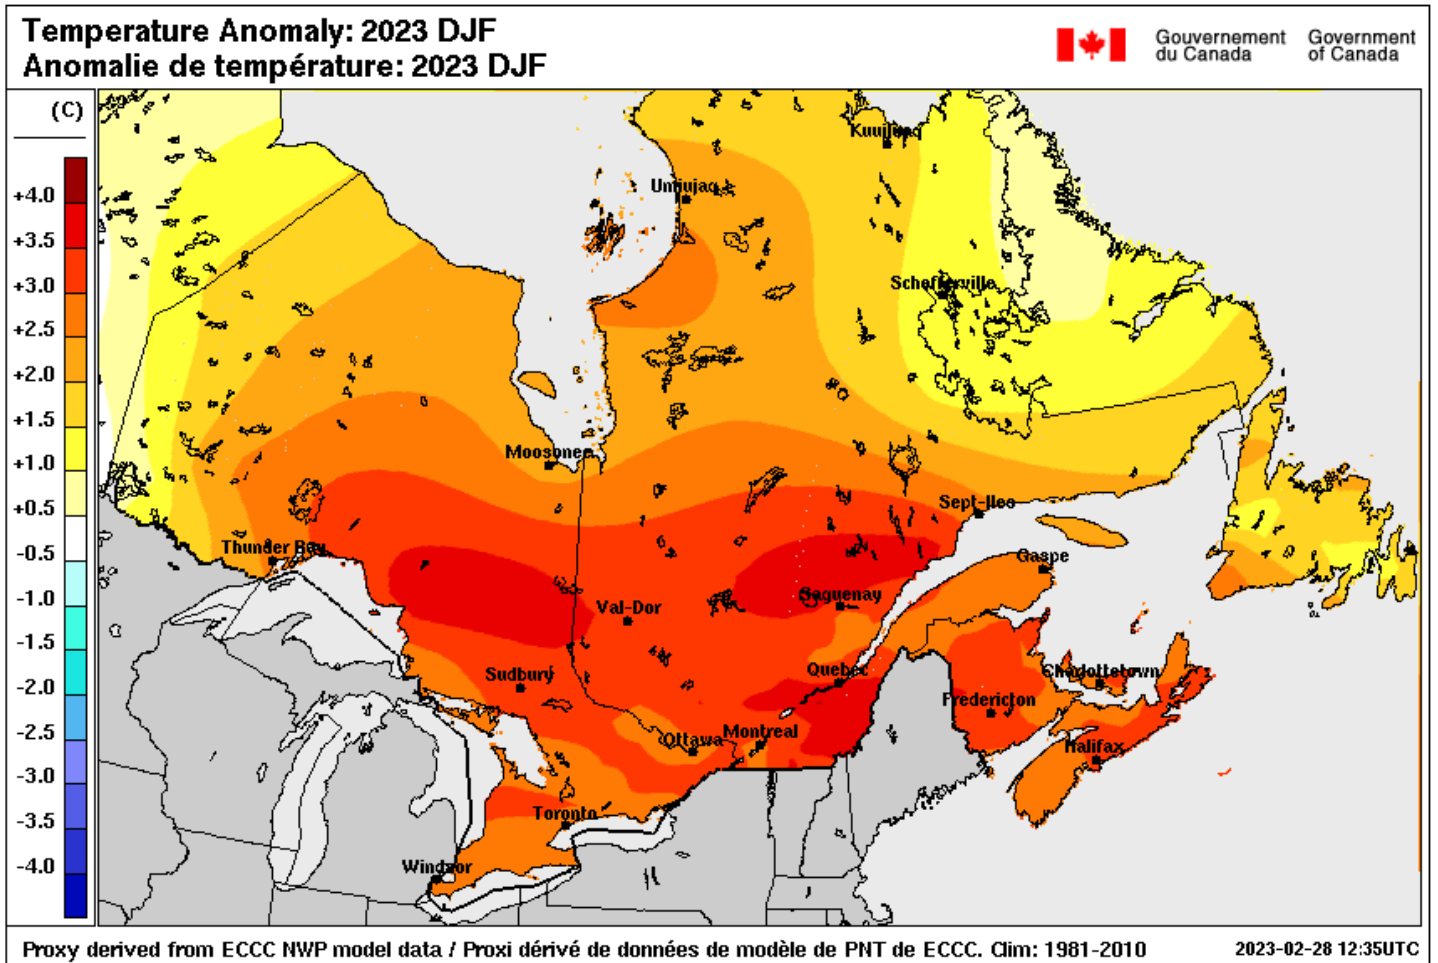 Temperature Anomaly: 2023 DJF
Anomalie de température: 2023 DJF
Gouvernement du Canada
Government of Canada
(C)
+4.0
+3.5
+3.0
+2.5
+2.0
+1.5
+1.0
+0.5
-0.5
-1.0
-1.5
-2.0
-2.5
-3.0
-3.5
-4.0
Kuujjuaq
Umiujaq
Schefferville
Moosonee
Sept-Iles
Thunder Bay
Gaspe
Saguenay
Val-Dor
Sudbury
Quebec
Charlottetown
Fredericton
Ottawa
Montreal
Halifax
Toronto
Windsor
Proxy derived from ECCC NWP model data / Proxi dérivé de données de modèle de PNT de ECCC. Clim: 1981-2010
2023-02-28 12:35UTC